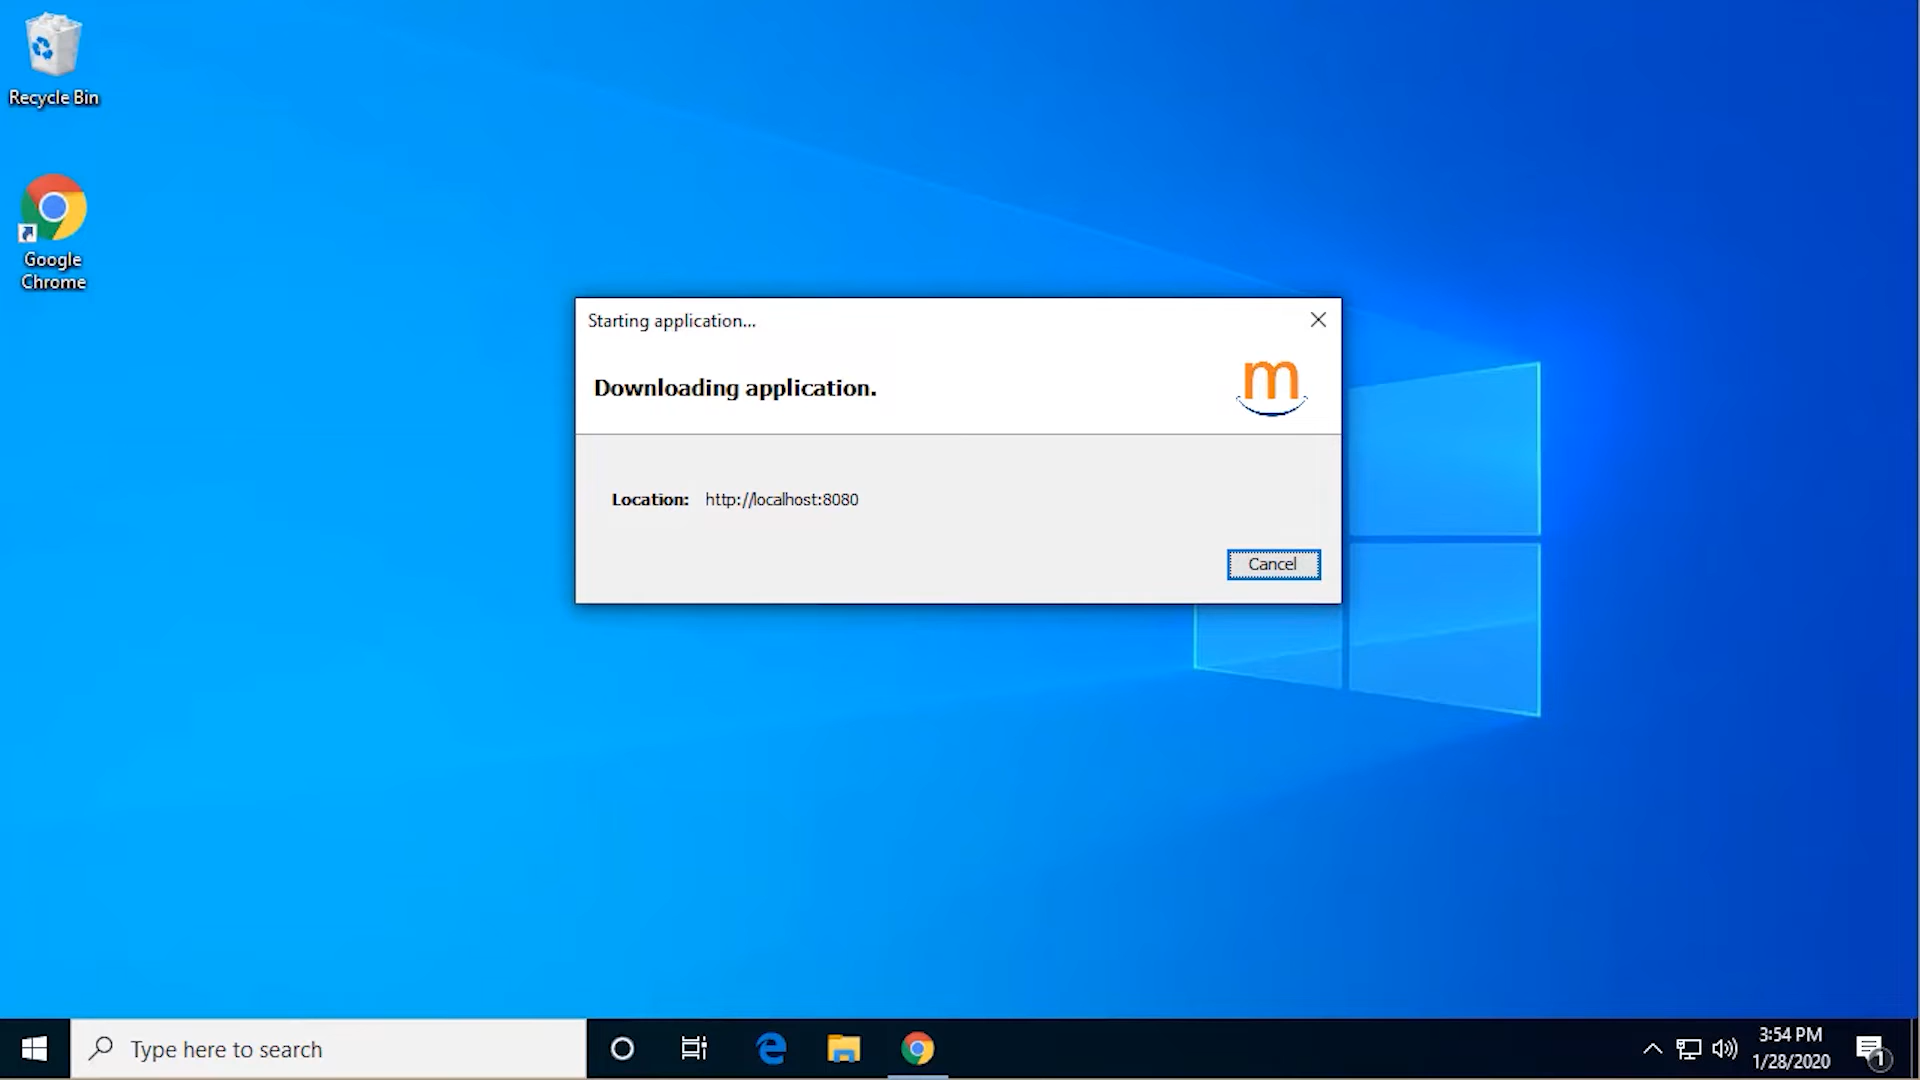 Recycle Bin
Google
Chrome
Starting application...
Downloading application.
m
Location: http://localhost:8080
Cancel
Type here to search
3:54 PM
1/28/2020
1